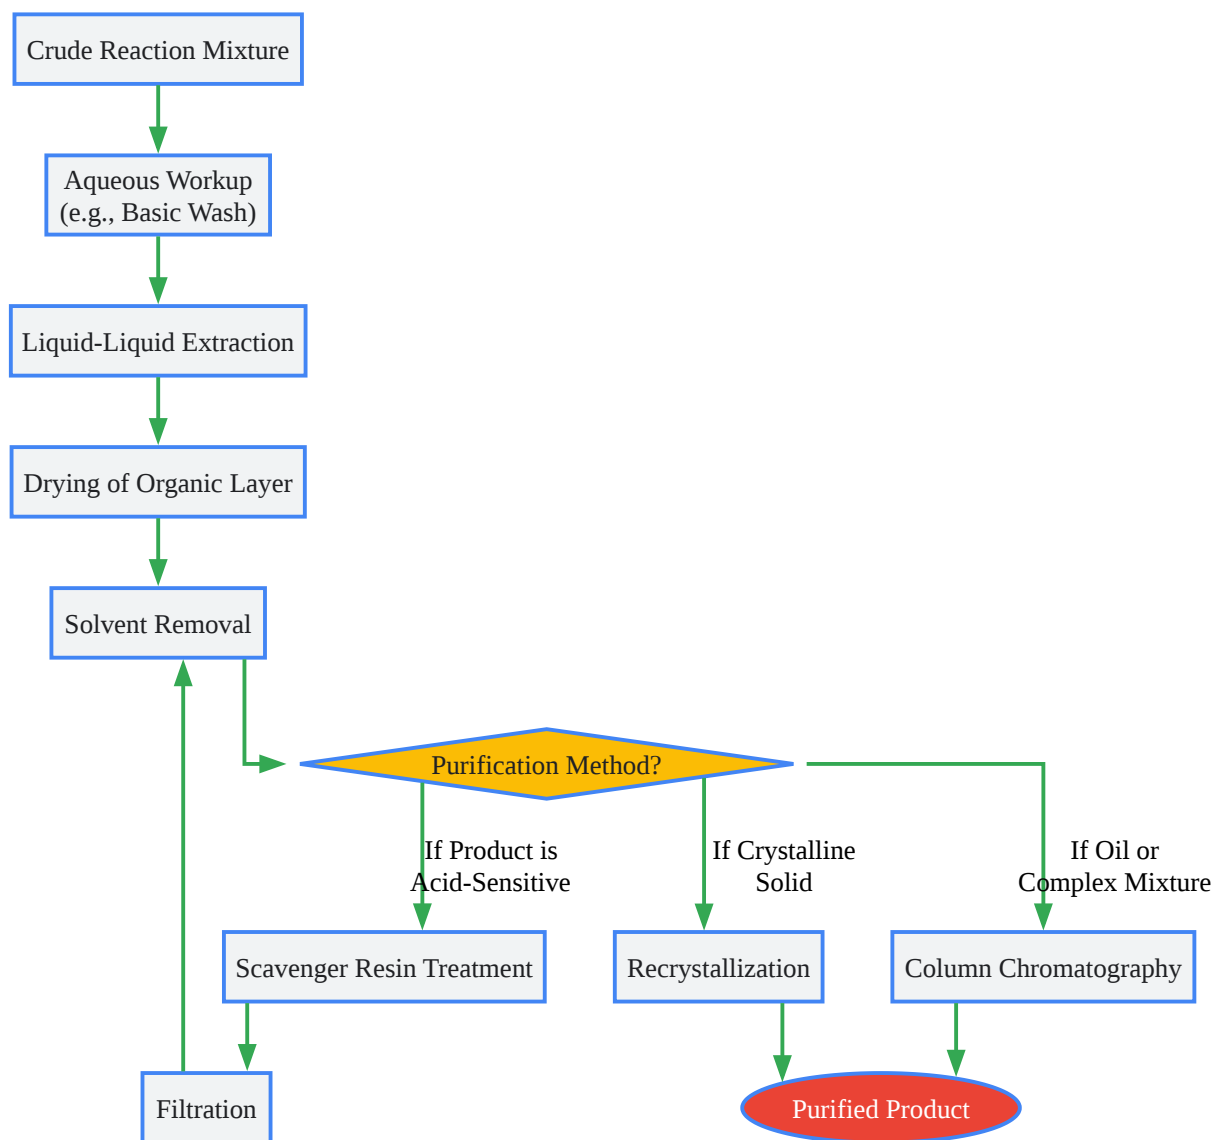 Crude Reaction Mixture
Aqueous Workup
(e.g., Basic Wash)
Liquid-Liquid Extraction
Drying of Organic Layer
Solvent Removal
Purification Method?
If Product is
Acid-Sensitive
If Crystalline
Solid
If Oil or
Complex Mixture
Scavenger Resin Treatment
Recrystallization
Column Chromatography
Filtration
Purified Product